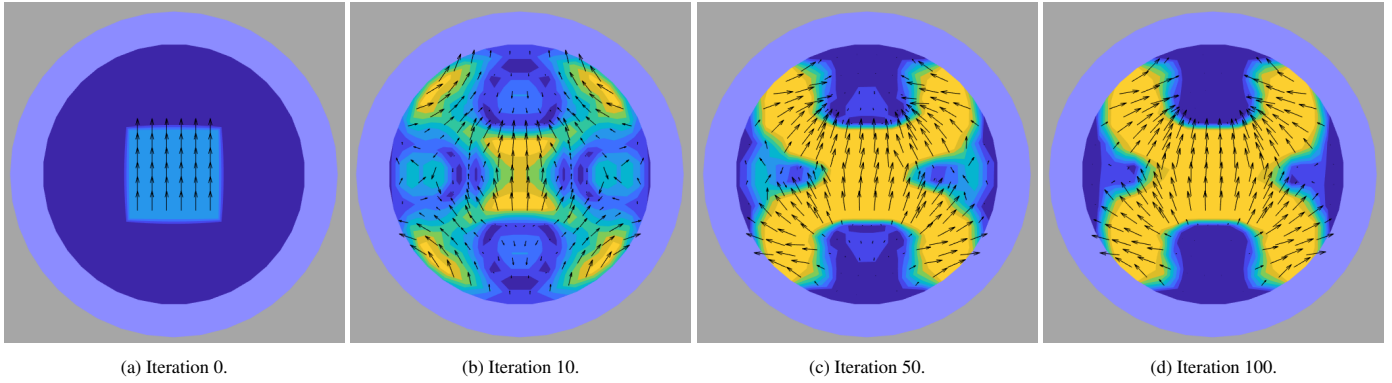 (a) Iteration 0.
(b) Iteration 10.
(c) Iteration 50.
(d) Iteration 100.